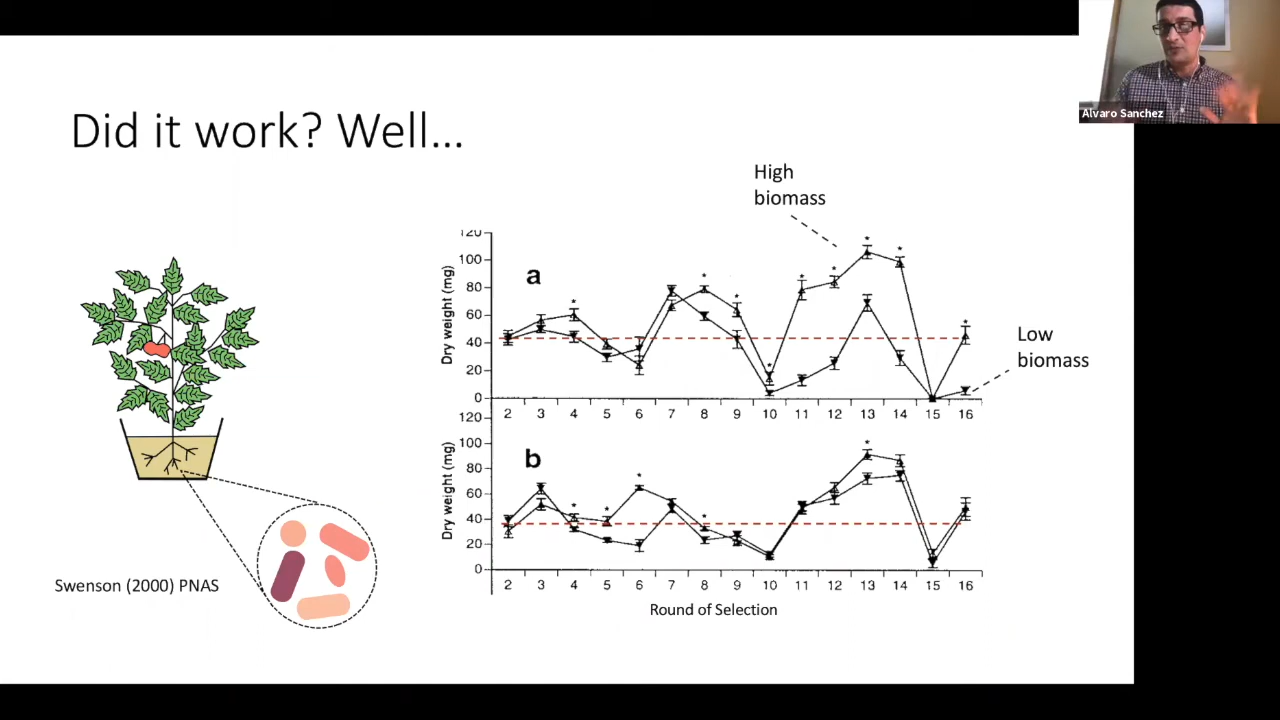 Alvaro Sanchez
Did it work? Well...
High
biomass
Low
biomass
a
Dry weight (mg)
120
100
80
60
40
20
0
2 3 4 5 6 7 8 9 10 11 12 13 14 15 16
b
Dry weight (mg)
120
100
80
60
40
20
0
2 3 4 5 6 7 8 9 10 11 12 13 14 15 16
Round of Selection
Swenson (2000) PNAS